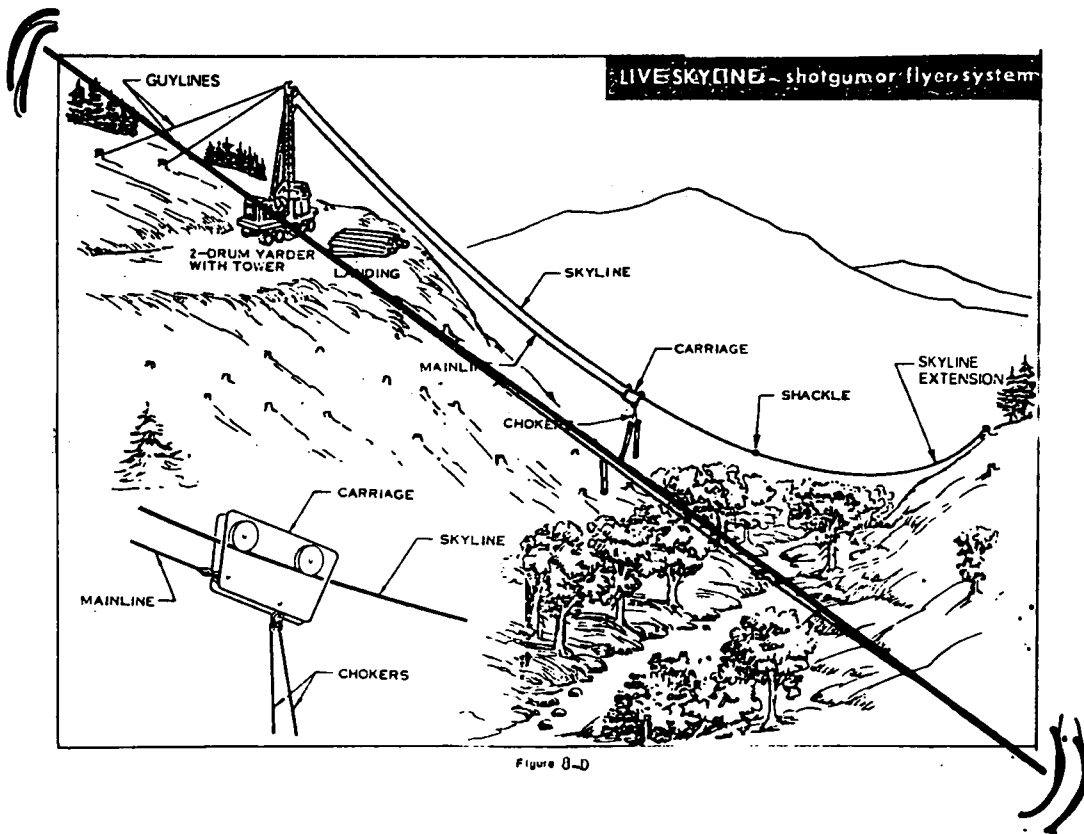 LIVE SKYLINE - shotgun or flyer system
GUYLINES
2-DRUM YARDER
WITH TOWER
LANDING
SKYLINE
MAINLINE
CARRIAGE
SKYLINE
EXTENSION
SHACKLE
CHOKERS
CARRIAGE
SKYLINE
MAINLINE
CHOKERS
Figure 8-D